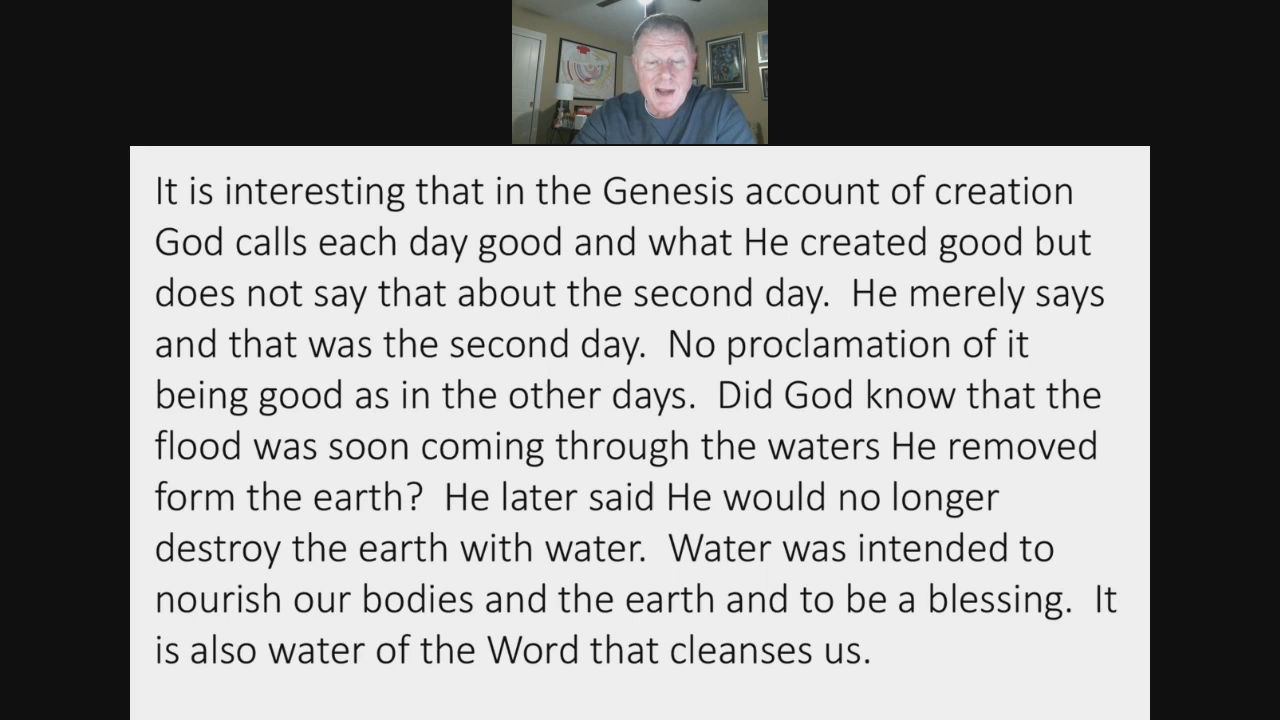 It is interesting that in the Genesis account of creation
God calls each day good and what He created good but
does not say that about the second day.  He merely says
and that was the second day.  No proclamation of it
being good as in the other days.  Did God know that the
flood was soon coming through the waters He removed
form the earth?  He later said He would no longer
destroy the earth with water.  Water was intended to
nourish our bodies and the earth and to be a blessing.  It
is also water of the Word that cleanses us.